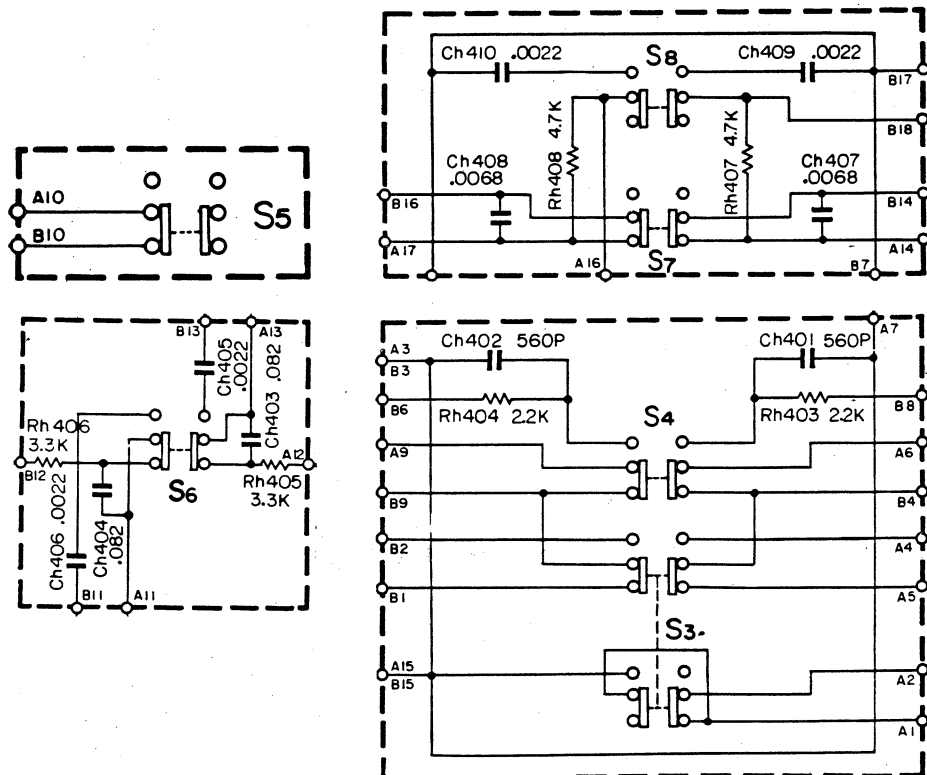 A10
B10
S5
Ch410 .0022
S8
Ch409 .0022
B17
B18
Rh408 4.7K
Rh407 4.7K
Ch408
.0068
Ch407
.0068
B16
B14
A17
A16
S7
B7
A14
B13
A13
Ch405
.0022
Ch403 .082
Rh406
3.3K
B12
S6
A12
Rh405
3.3K
Ch406 .0022
Ch404
.082
B11
A11
A7
A3
B3
Ch402 560P
Ch401 560P
B6
Rh404 2.2K
Rh403 2.2K
B8
S4
A9
A6
B9
B4
B2
A4
B1
A5
S3
A15
B15
A2
A1